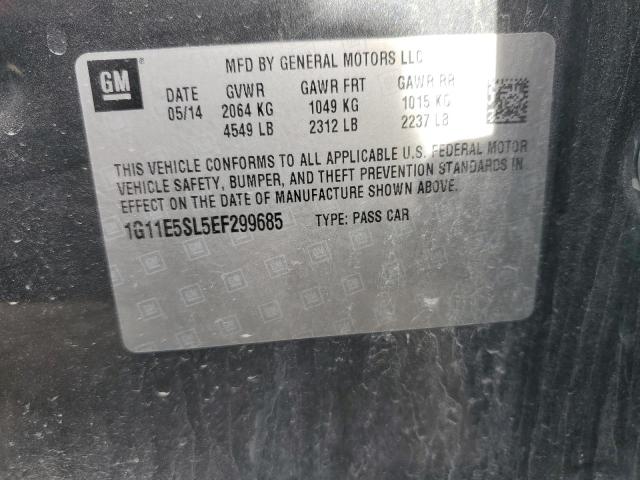 GM®
MFD BY GENERAL MOTORS LLC
DATE GVWR GAWR FRT GAWR RR
05/14 2064 KG 1049 KG 1015 KG
4549 LB 2312 LB 2237 LB
THIS VEHICLE CONFORMS TO ALL APPLICABLE U.S. FEDERAL MOTOR
VEHICLE SAFETY, BUMPER, AND THEFT PREVENTION STANDARDS IN
EFFECT ON THE DATE OF MANUFACTURE SHOWN ABOVE.
1G11E5SL5EF299685 TYPE: PASS CAR